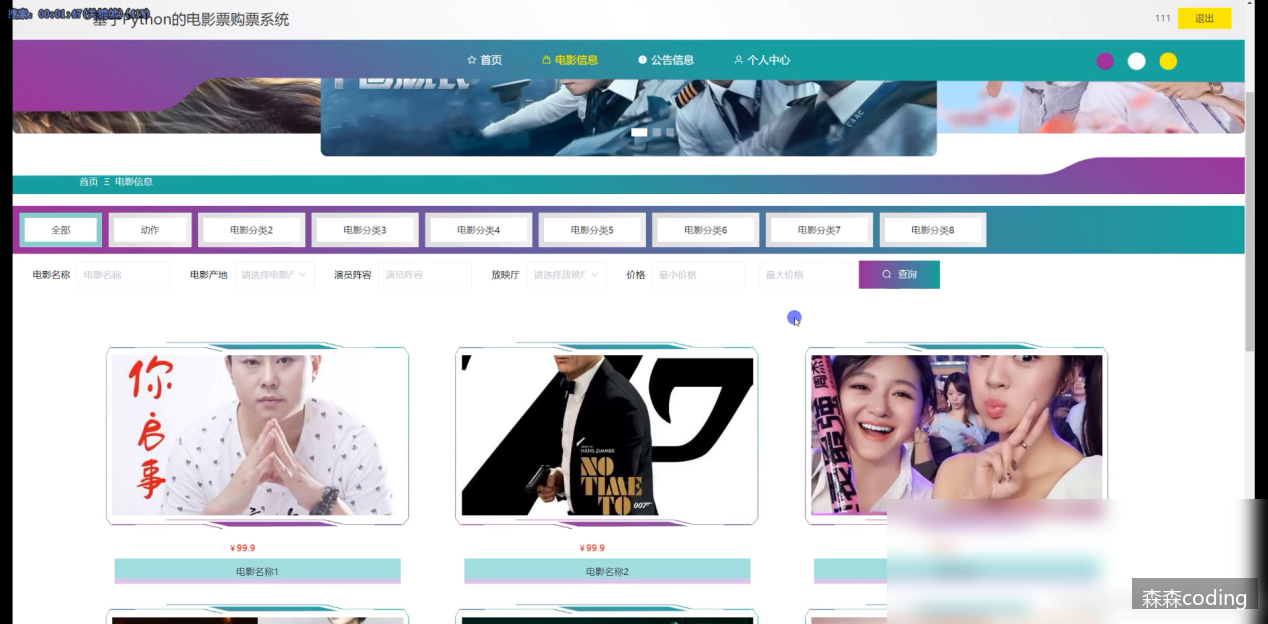 基于Python的电影票购票系统
111 退出
首页 电影信息 公告信息 个人中心
首页 电影信息
全部 动作 电影分类2 电影分类3 电影分类4 电影分类5 电影分类6 电影分类7 电影分类8
电影名称 电影名称 电影产地 请选择电影产 演员阵容 演员阵容 放映厅 请选择放映厅 价格 最小价格 最大价格 查询
你
启
事
HANS ZIMMER
NO
TIME
TO
007
¥99.9 ¥99.9
电影名称1 电影名称2
森森coding